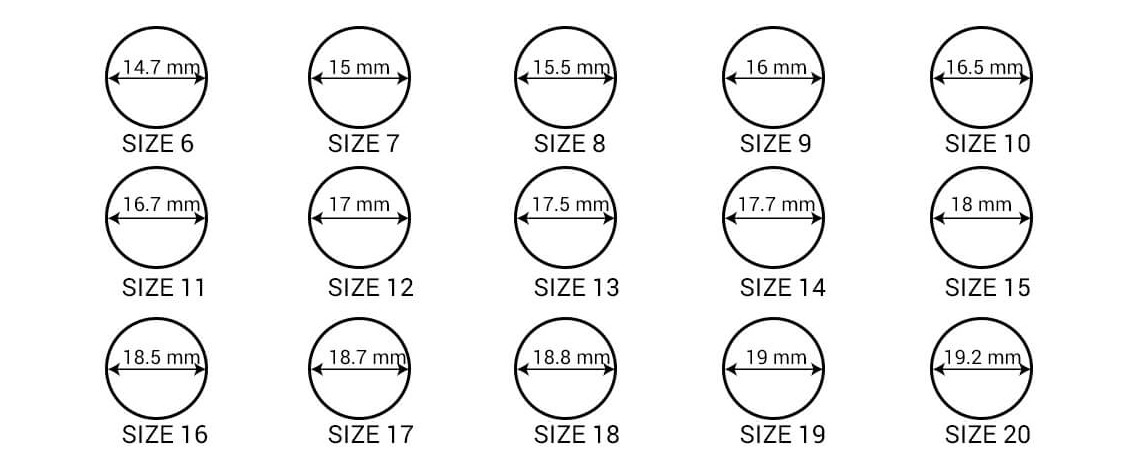 14.7 mm 15 mm 15.5 mm 16 mm 16.5 mm
SIZE 6 SIZE 7 SIZE 8 SIZE 9 SIZE 10
16.7 mm 17 mm 17.5 mm 17.7 mm 18 mm
SIZE 11 SIZE 12 SIZE 13 SIZE 14 SIZE 15
18.5 mm 18.7 mm 18.8 mm 19 mm 19.2 mm
SIZE 16 SIZE 17 SIZE 18 SIZE 19 SIZE 20